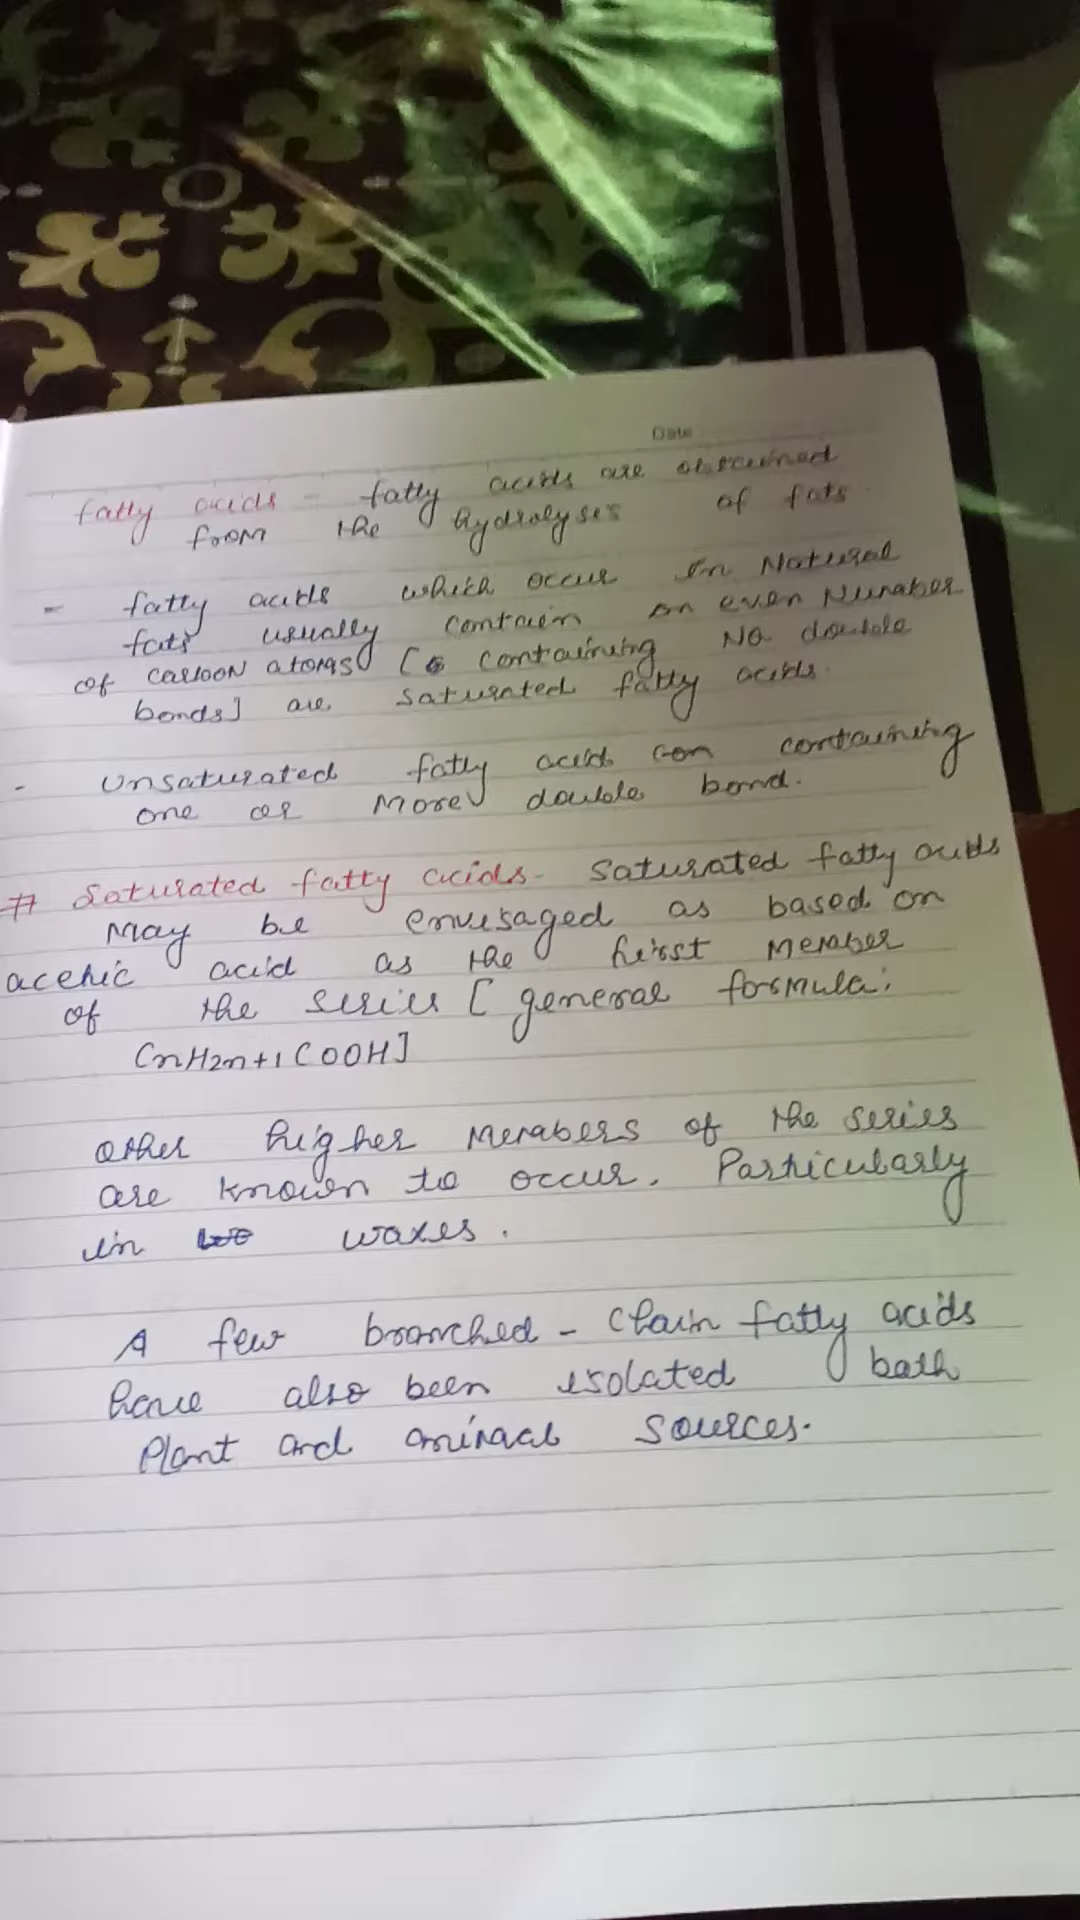 Date
fatty acids - fatty acids are obtained
from the hydrolyses of fats
- fatty acids which occur in Natural
fats usually contain an even Number
of carbon atoms [ containing No double
bonds] are saturated fatty acids.
- Unsaturated fatty acid con containing
one or More double bond.
# Saturated fatty acids- Saturated fatty acids
May be envisaged as based on
acetic acid as the first Member
of the series [ general formula:
CnH2n+1COOH]
Other higher Members of the series
are known to occur. Particularly
in waxes.
A few branched - chain fatty acids
have also been isolated both
Plant and animal sources.